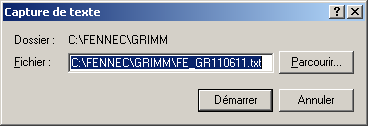 Capture de texte
Dossier : C:\FENNEC\GRIMM
Fichier : C:\FENNEC\GRIMM\FE_GR110611.txt Parcourir...
Démarrer Annuler